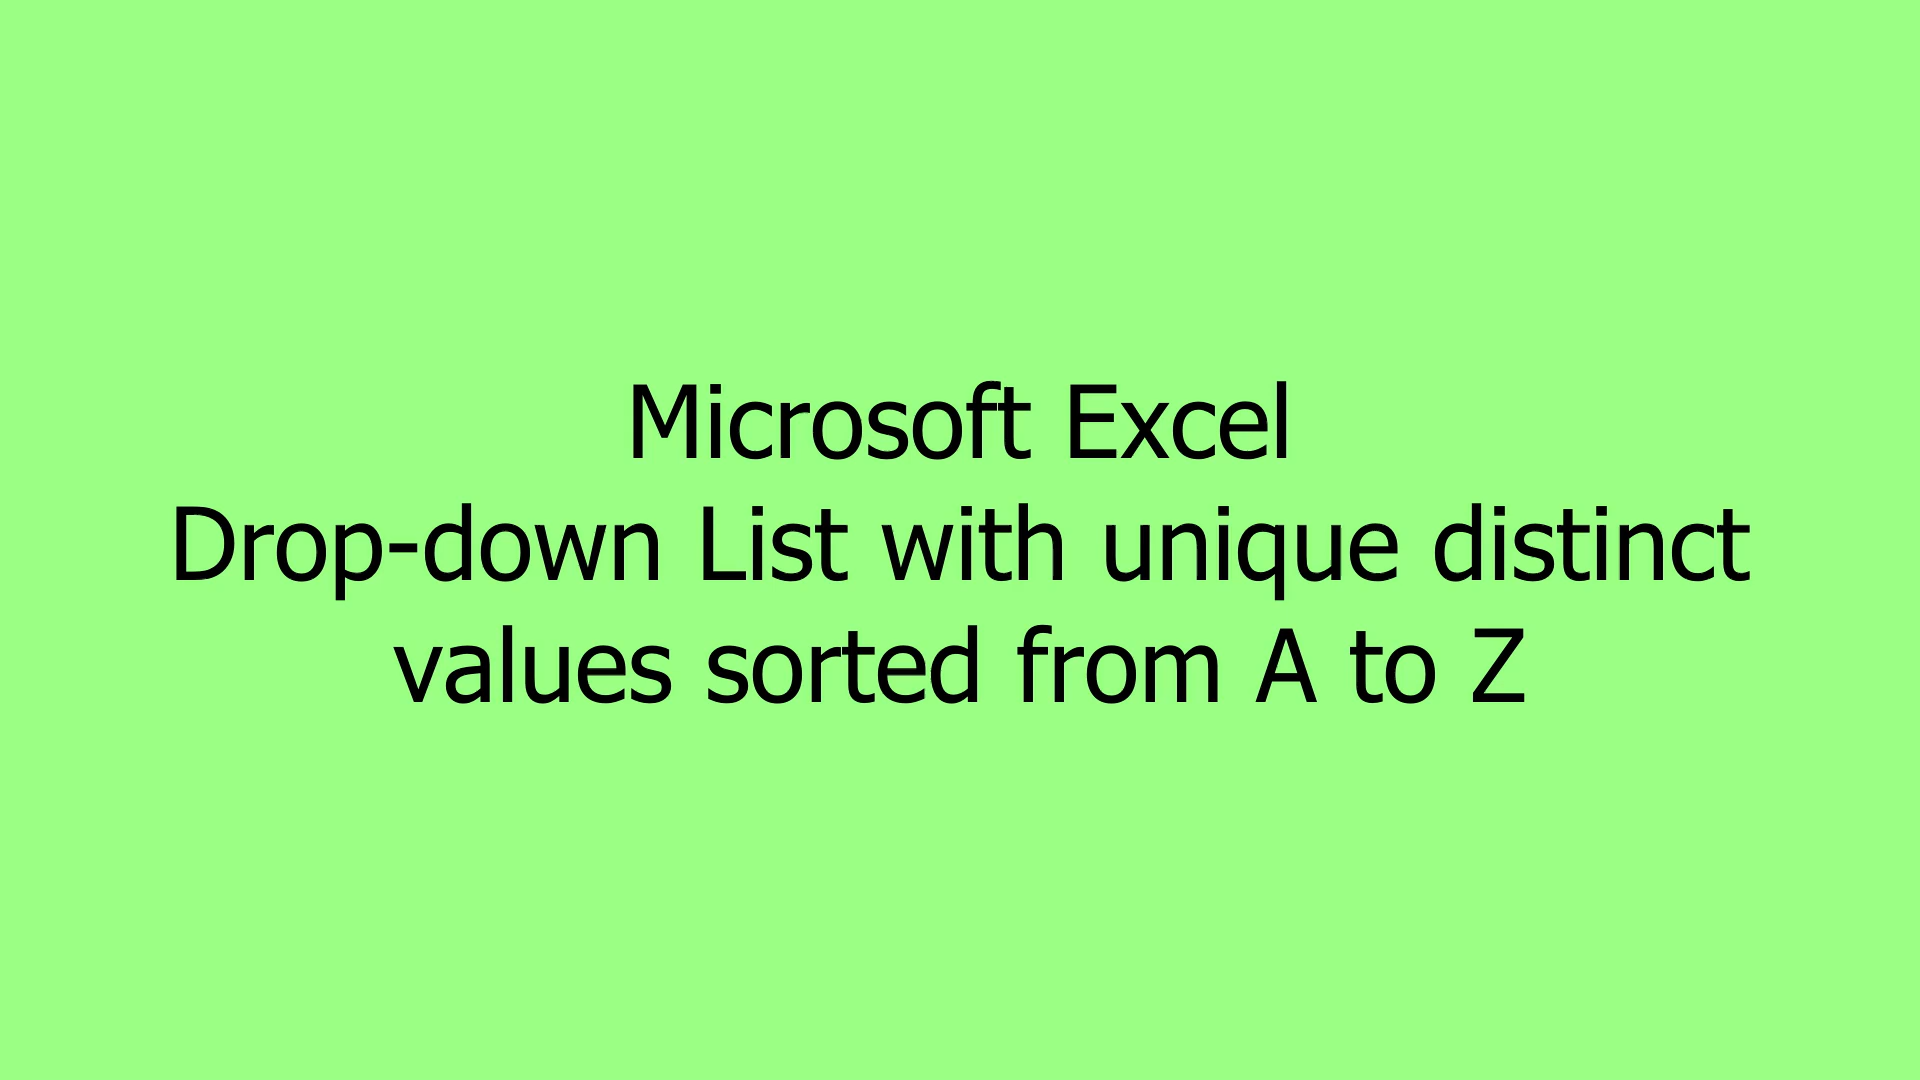 Microsoft Excel
Drop-down List with unique distinct
values sorted from A to Z